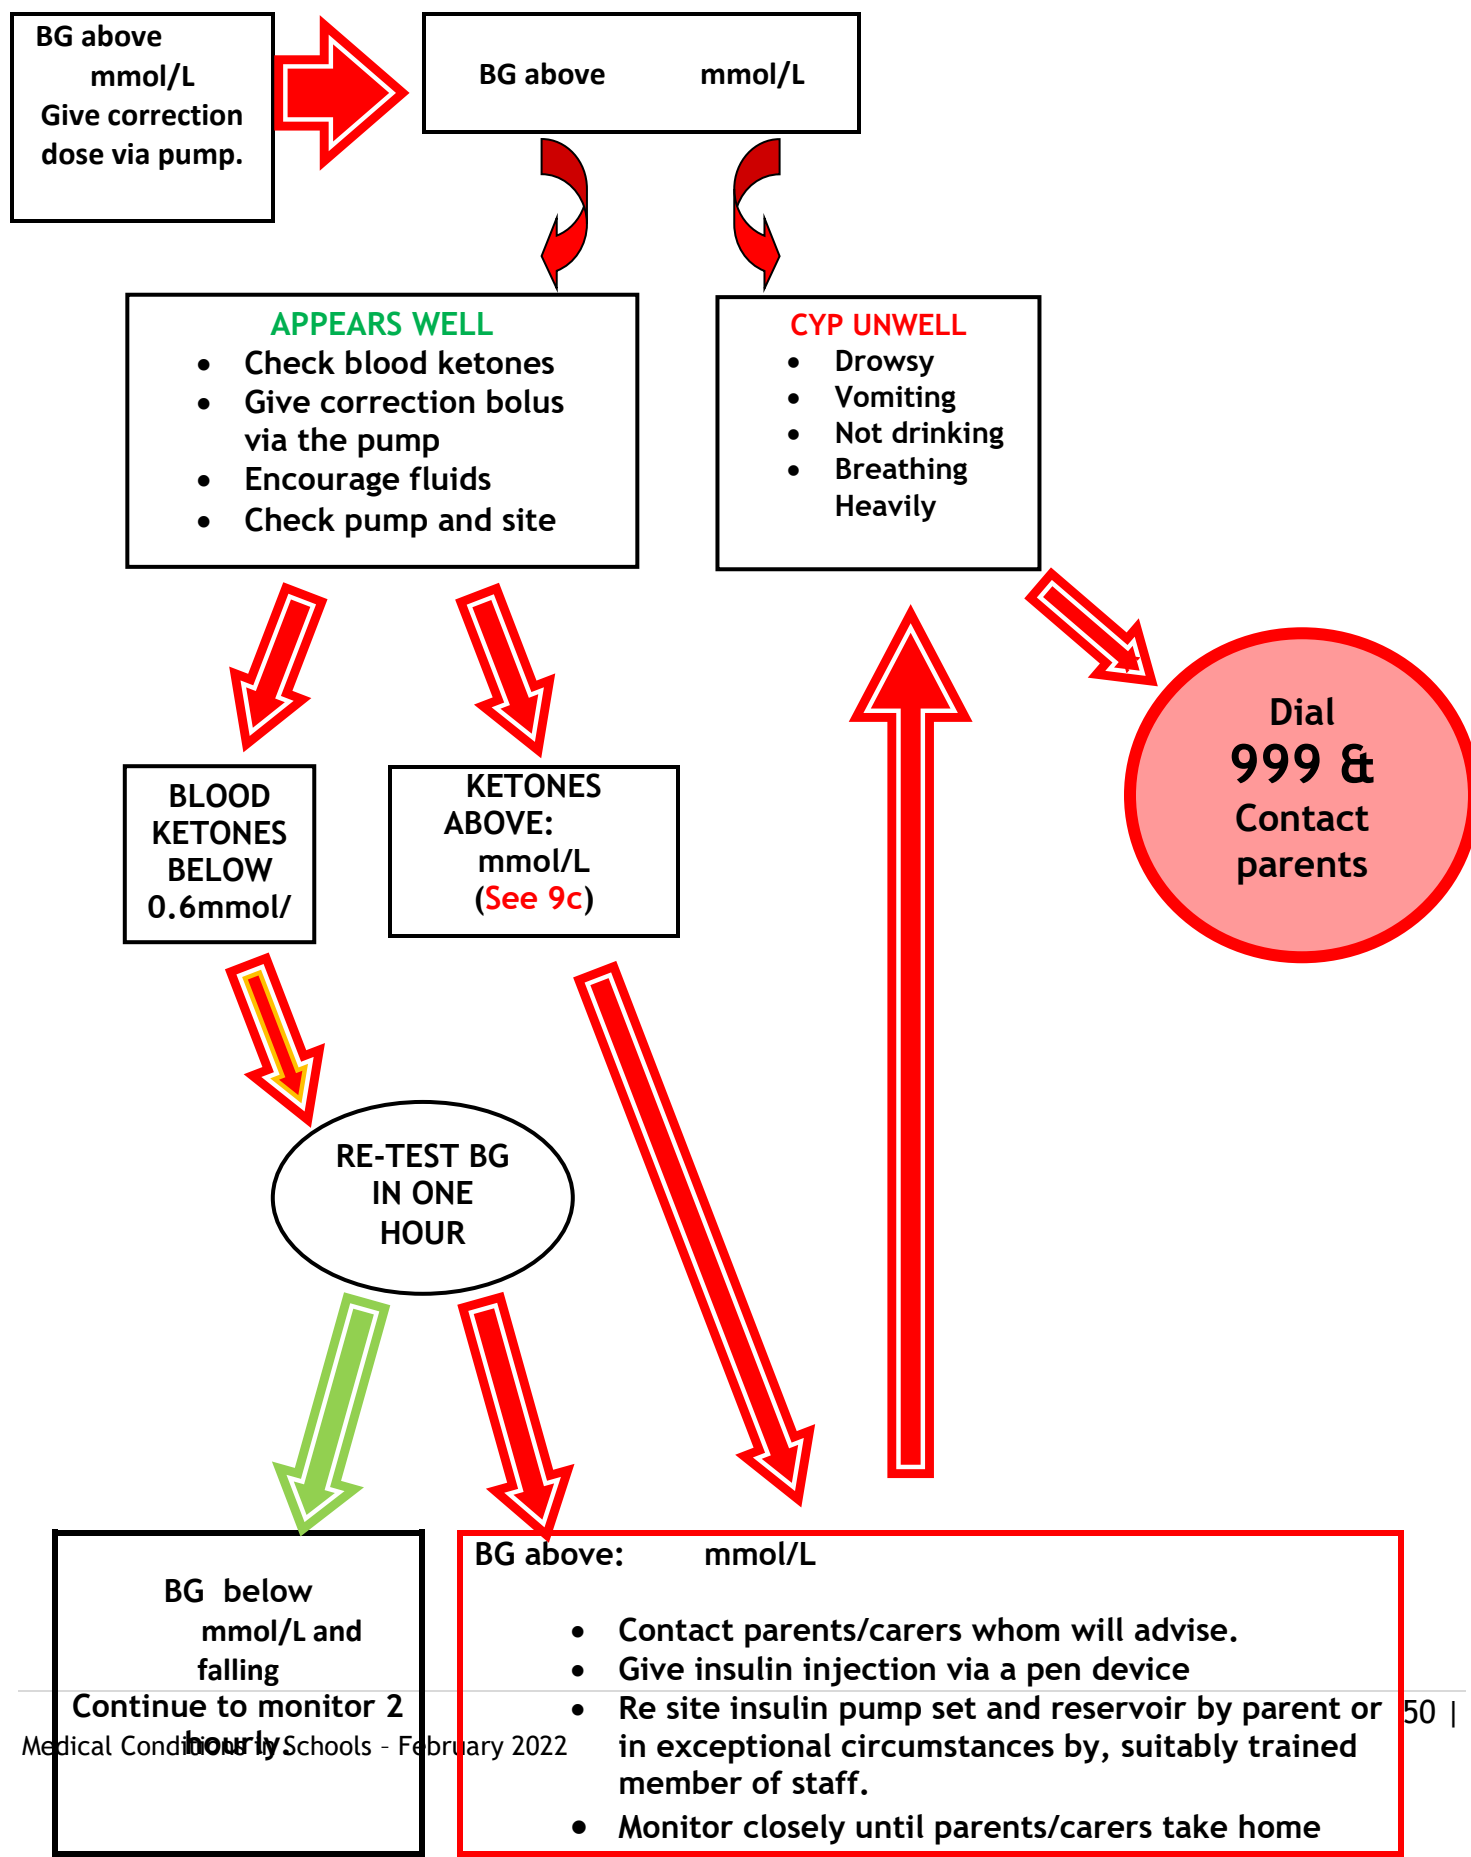 BG above
mmol/L
Give correction
dose via pump.
BG above mmol/L
APPEARS WELL
• Check blood ketones
• Give correction bolus
via the pump
• Encourage fluids
• Check pump and site
CYP UNWELL
• Drowsy
• Vomiting
• Not drinking
• Breathing
Heavily
Dial
999 &
Contact
parents
BLOOD
KETONES
BELOW
0.6mmol/
KETONES
ABOVE:
mmol/L
(See 9c)
RE-TEST BG
IN ONE
HOUR
BG below
mmol/L and
falling
Continue to monitor 2
hourly.
BG above: mmol/L
• Contact parents/carers whom will advise.
• Give insulin injection via a pen device
• Re site insulin pump set and reservoir by parent or
in exceptional circumstances by, suitably trained
member of staff.
• Monitor closely until parents/carers take home
50 |
Medical Conditions in Schools – February 2022